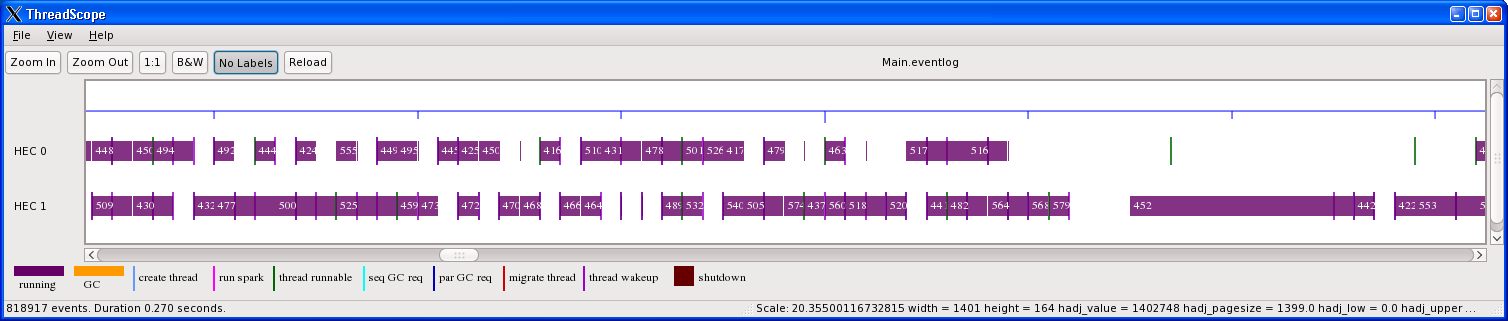 ThreadScope
File View Help
Zoom In Zoom Out 1:1 B&W No Labels Reload Main.eventlog
HEC 0 448 450 494 492 444 424 555 449 495 445 425 450 416 510 431 478 501 526 417 479 463 517 516 4
HEC 1 509 430 432 477 500 525 459 473 472 470 468 466 464 489 532 540 505 574 437 560 518 520 441 482 564 568 579 452 442 422 553 5
running GC create thread run spark thread runnable seq GC req par GC req migrate thread thread wakeup shutdown
818917 events. Duration 0.270 seconds. Scale: 20.35500116732815 width = 1401 height = 164 hadj_value = 1402748 hadj_pagesize = 1399.0 hadj_low = 0.0 hadj_upper ...